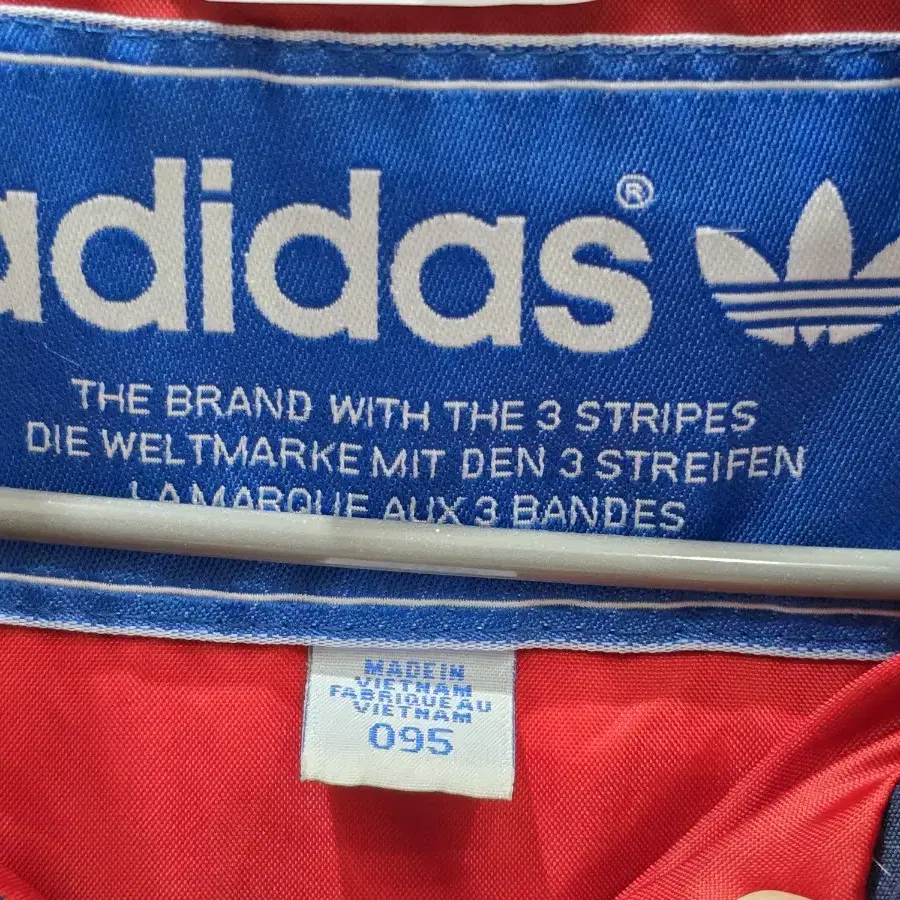 adidas®
THE BRAND WITH THE 3 STRIPES
DIE WELTMARKE MIT DEN 3 STREIFEN
LA MARQUE AUX 3 BANDES
MADE IN
VIETNAM
FABRIQUE AU
VIETNAM
095